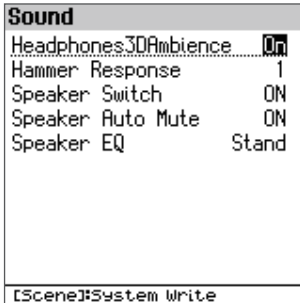 Sound
Headphones3DAmbience On
Hammer Response 1
Speaker Switch ON
Speaker Auto Mute ON
Speaker EQ Stand
[Scene]:System Write